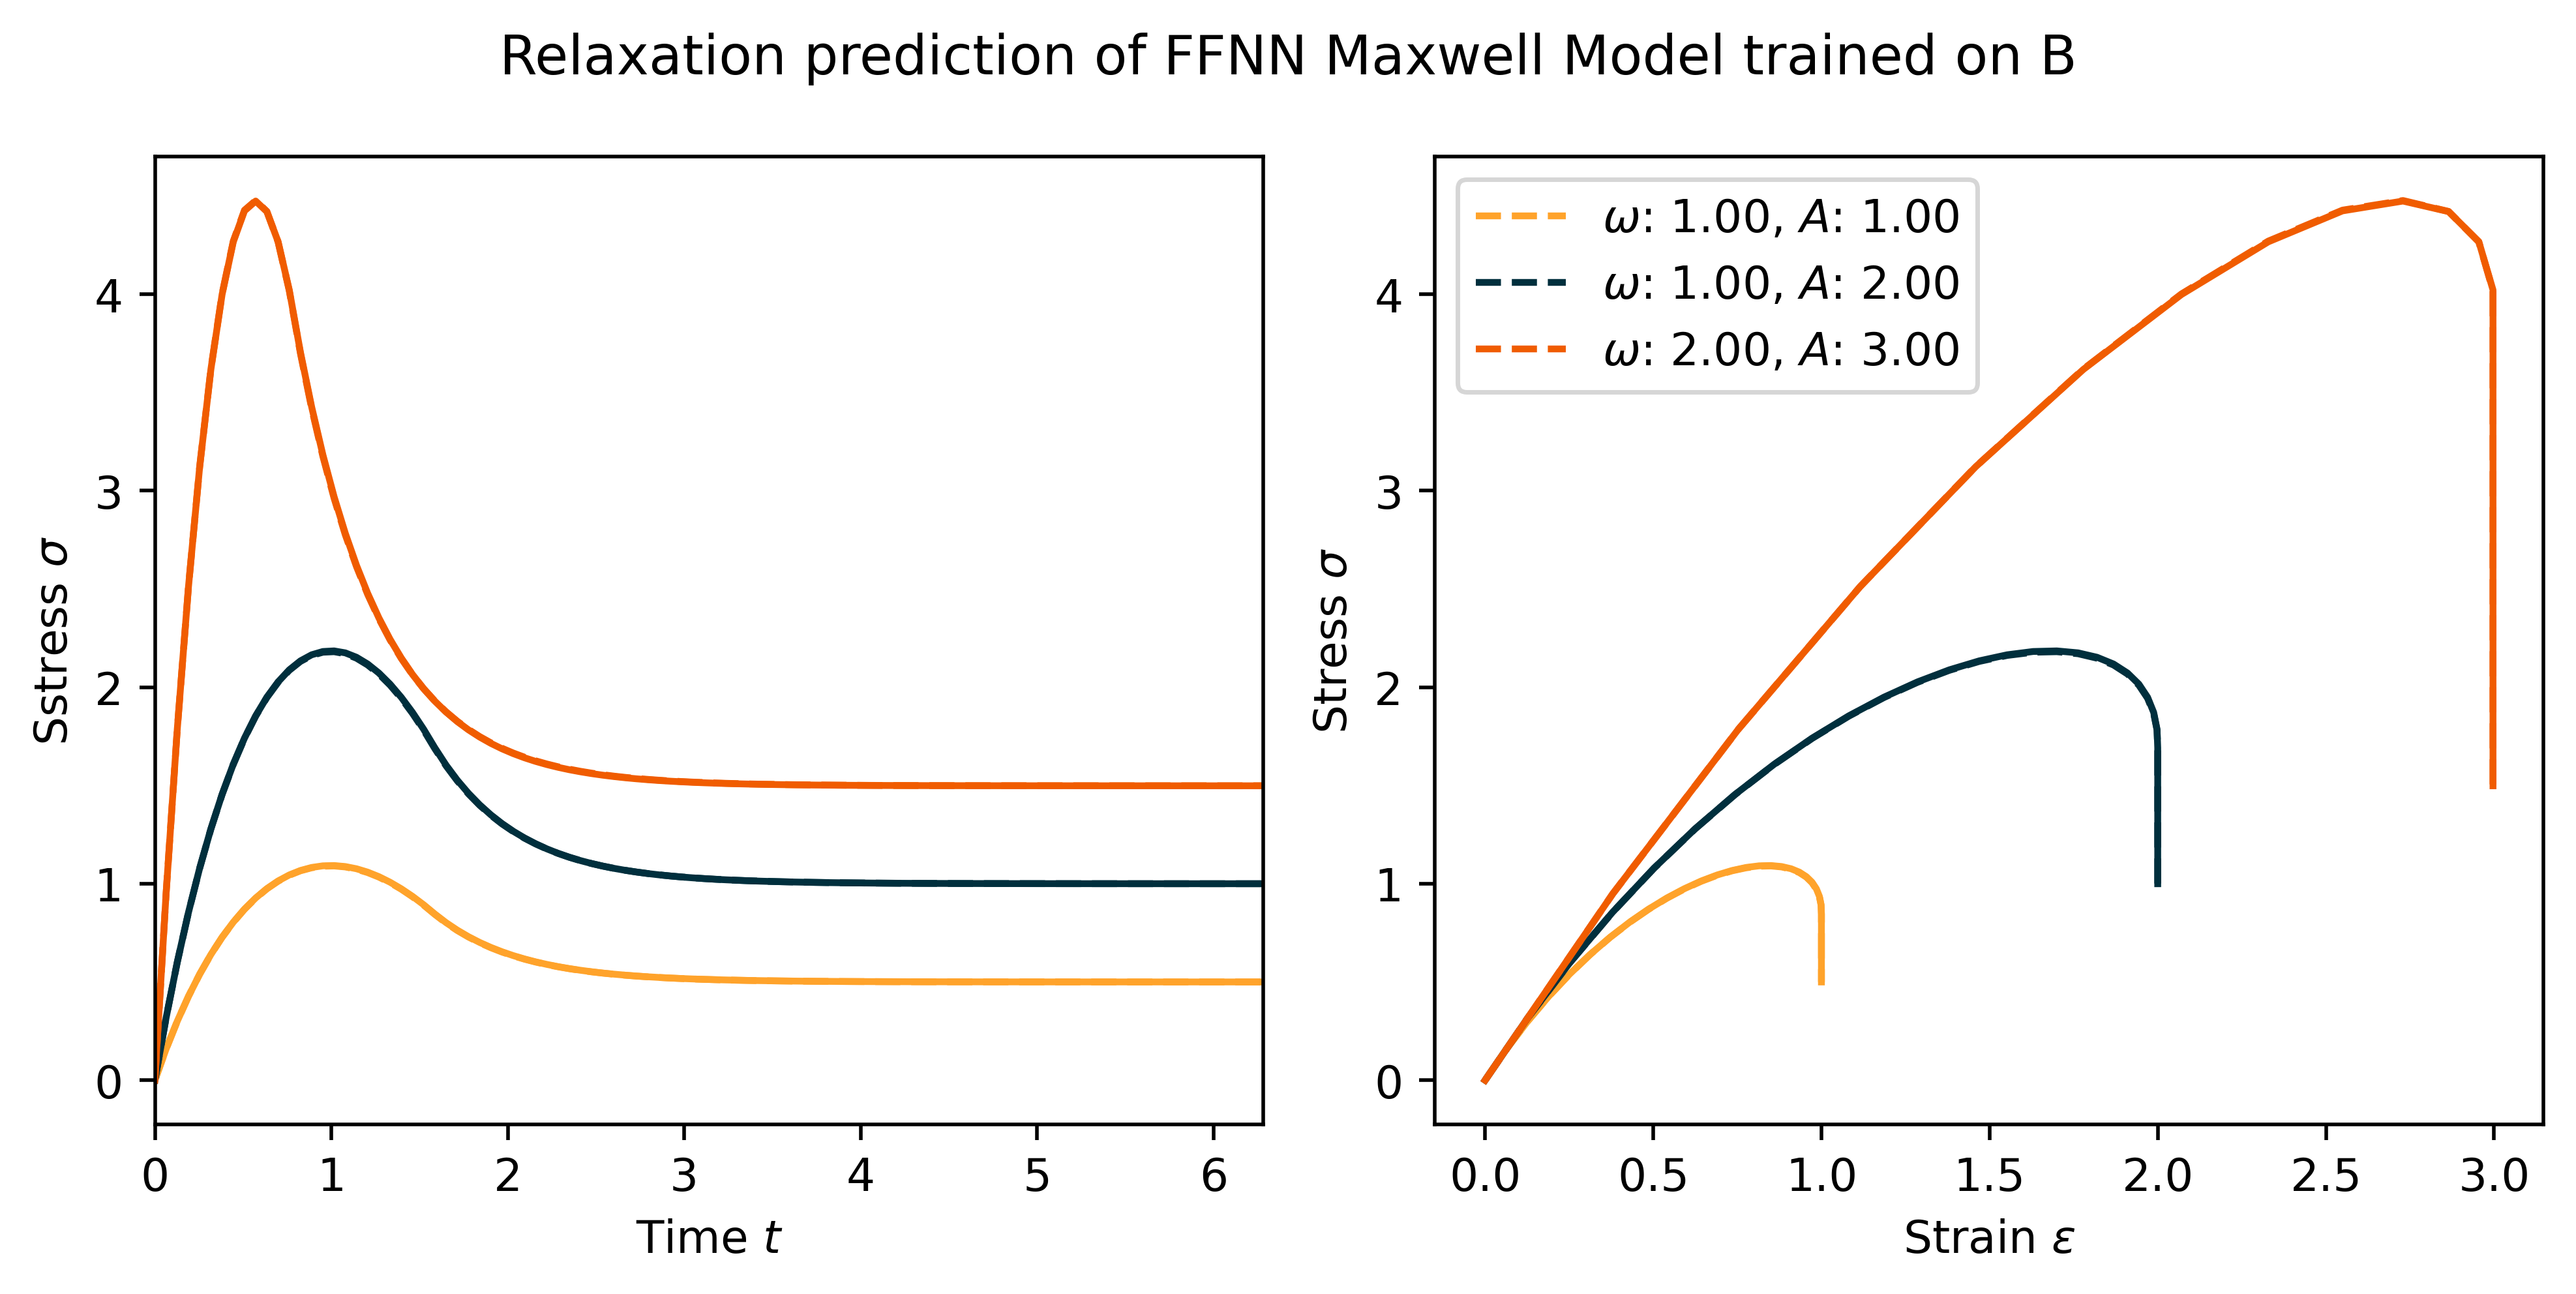 Relaxation prediction of FFNN Maxwell Model trained on B
Sstress σ
4
3
2
1
0
0 1 2 3 4 5 6
Time t
Stress σ
4
3
2
1
0
ω: 1.00, A: 1.00
ω: 1.00, A: 2.00
ω: 2.00, A: 3.00
0.0 0.5 1.0 1.5 2.0 2.5 3.0
Strain ε